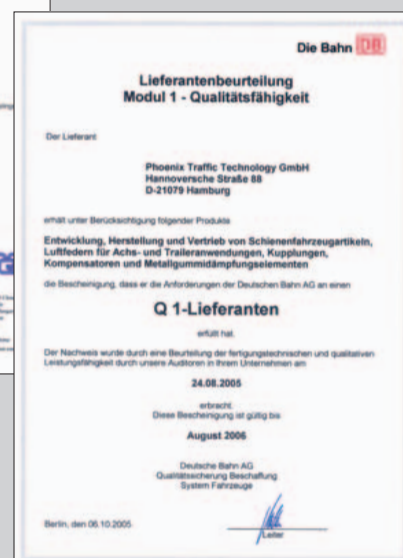 Die Bahn DB
Lieferantenbeurteilung
Modul 1 - Qualitätsfähigkeit
Der Lieferant
Phoenix Traffic Technology GmbH
Hannoversche Straße 88
D-21079 Hamburg
erhält unter Berücksichtigung folgender Produkte
Entwicklung, Herstellung und Vertrieb von Schienenfahrzeugartikeln,
Luftfedern für Achs- und Traileranwendungen, Kupplungen,
Kompensatoren und Metallgummidämpfungselementen
die Bescheinigung, dass er die Anforderungen der Deutschen Bahn AG an einen
Q 1-Lieferanten
erfüllt hat.
Der Nachweis wurde durch eine Beurteilung der fertigungstechnischen und qualitativen
Leistungsfähigkeit durch unsere Auditoren in Ihrem Unternehmen am
24.08.2005
erbracht.
Diese Bescheinigung ist gültig bis
August 2006
Deutsche Bahn AG
Qualitätssicherung Beschaffung
System Fahrzeuge
Berlin, den 06.10.2005
Leiter